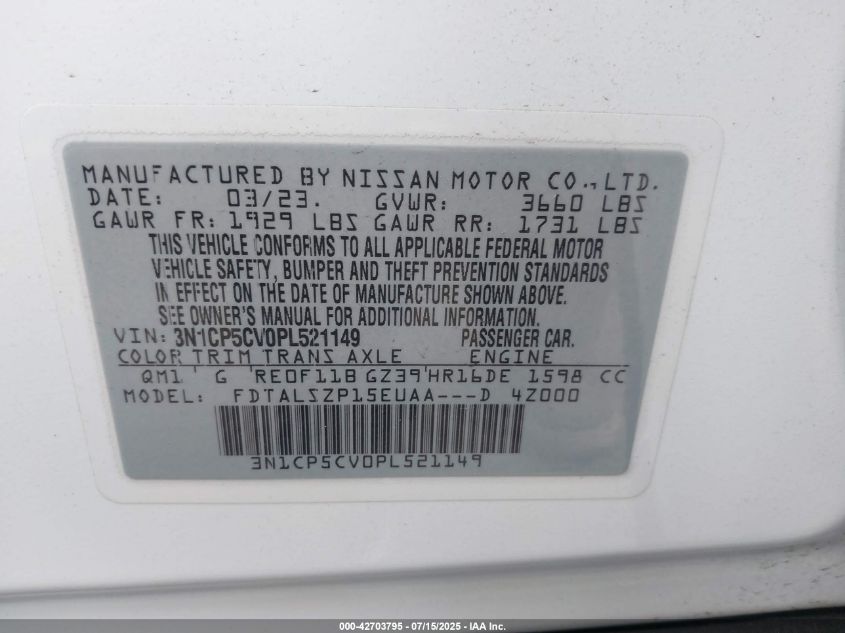 MANUFACTURED BY NISSAN MOTOR CO.,LTD.
DATE: 03/23. GVWR: 3660 LBS
GAWR FR: 1929 LBS GAWR RR: 1731 LBS
THIS VEHICLE CONFORMS TO ALL APPLICABLE FEDERAL MOTOR
VEHICLE SAFETY, BUMPER AND THEFT PREVENTION STANDARDS
IN EFFECT ON THE DATE OF MANUFACTURE SHOWN ABOVE.
SEE OWNER'S MANUAL FOR ADDITIONAL INFORMATION.
VIN: 3N1CP5CV0PL521149 PASSENGER CAR.
COLOR TRIM TRANS AXLE ENGINE
QM1 G RE0F11B GZ39 HR16DE 1598 CC
MODEL: FDTALSZP15EUAA---D 4Z000
3N1CP5CV0PL521149
000-42703795 - 07/15/2025 - IAA Inc.